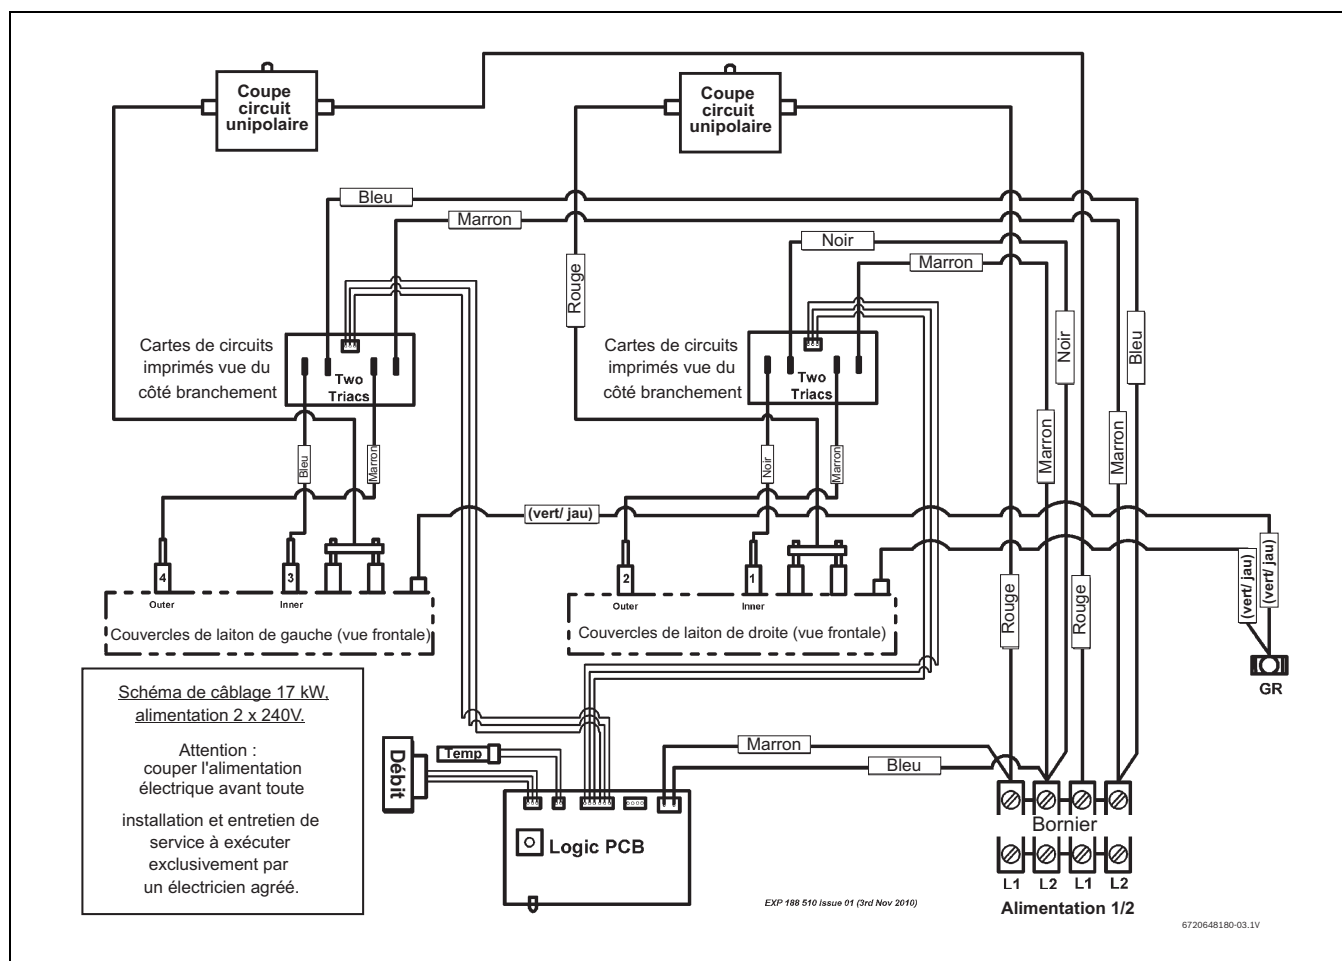 Coupe
circuit
unipolaire
Coupe
circuit
unipolaire
Bleu
Marron
Noir
Marron
Rouge
Noir
Bleu
Cartes de circuits
imprimés vue du
côté branchement
Two
Triacs
Cartes de circuits
imprimés vue du
côté branchement
Two
Triacs
Marron
Marron
Bleu
Marron
Noir
Marron
(vert/ jau)
(vert/ jau)
(vert/ jau)
4
3
2
1
Outer
Inner
Outer
Inner
Rouge
Rouge
Couvercles de laiton de gauche (vue frontale)
Couvercles de laiton de droite (vue frontale)
GR
Schéma de câblage 17 kW,
alimentation 2 x 240V.
Attention :
couper l'alimentation
électrique avant toute
installation et entretien de
service à exécuter
exclusivement par
un électricien agréé.
Débit
Temp
Marron
Bleu
Logic PCB
Bornier
L1
L2
L1
L2
Alimentation 1/2
EXP 188 510 Issue 01 (3rd Nov 2010)
6720648180-03.1V